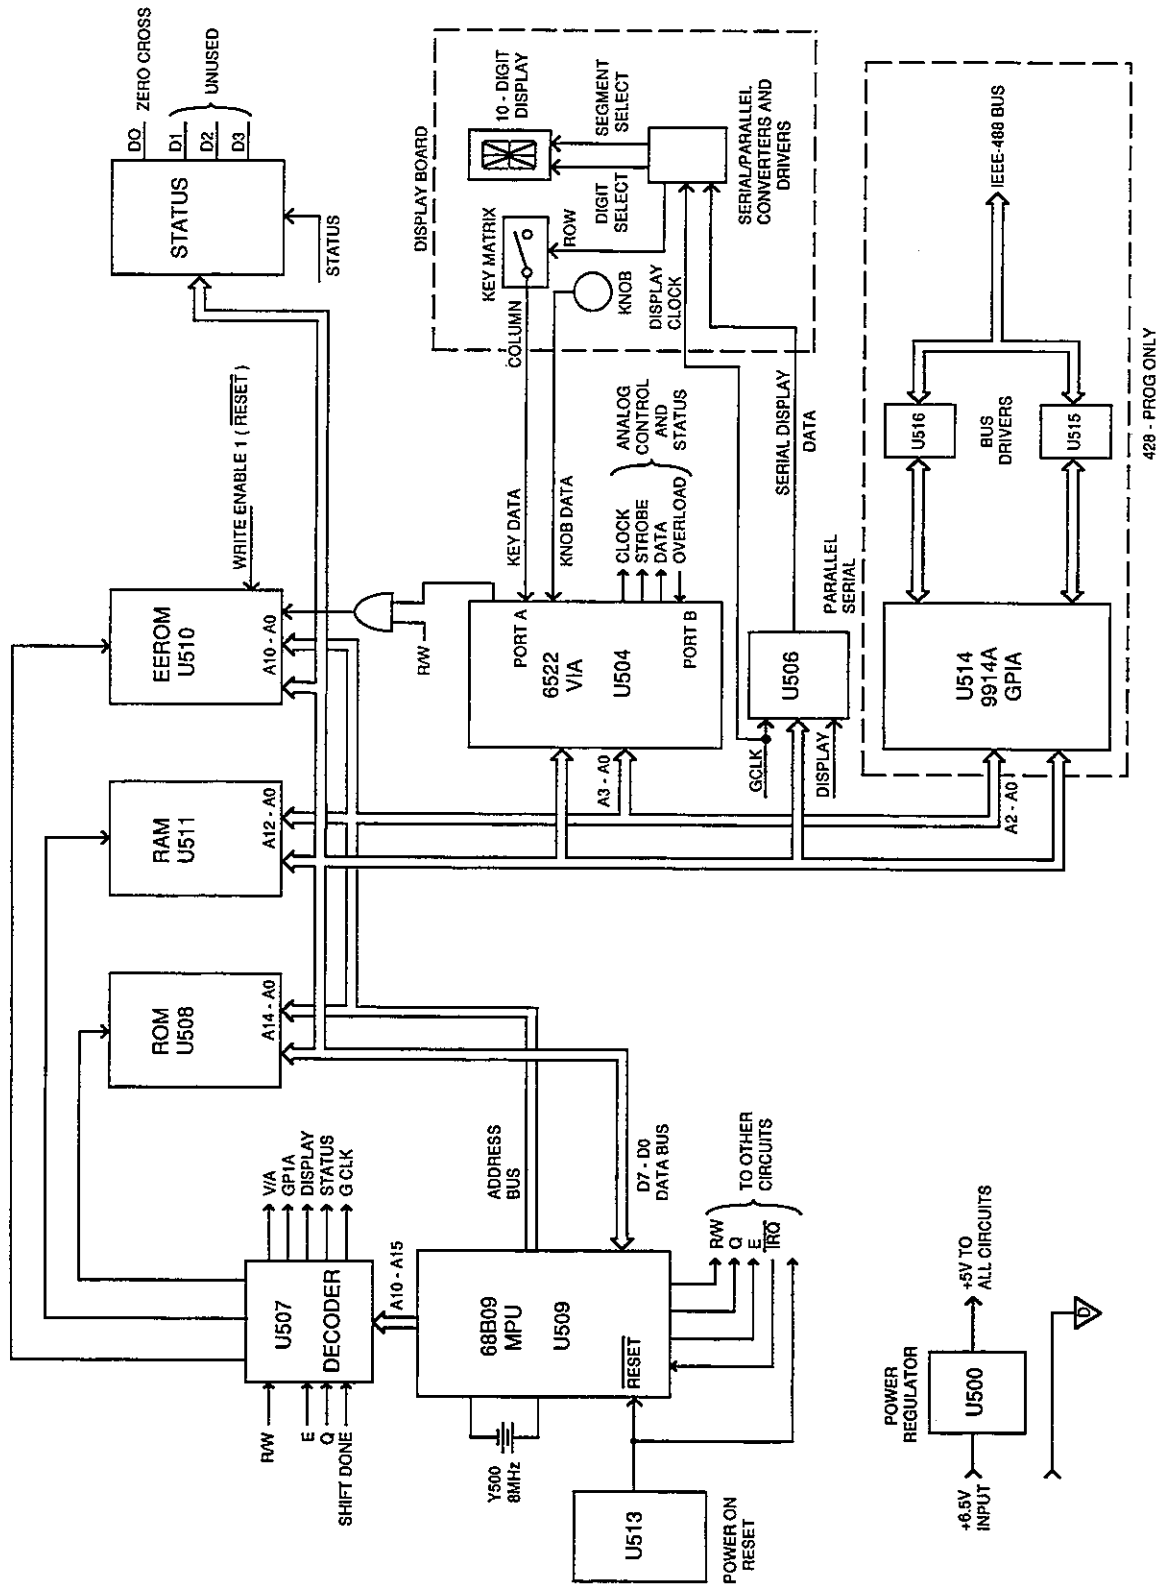 R/W
E
Q
SHIFT DONE
U507
DECODER
V/A
GP1A
DISPLAY
STATUS
G CLK
A10 - A15
Y500
8MHz
68B09
MPU
U509
RESET
U513
POWER ON
RESET
ADDRESS
BUS
D7 - D0
DATA BUS
R/W
Q
E
IRQ
TO OTHER
CIRCUITS
ROM
U508
A14 - A0
RAM
U511
A12 - A0
EEROM
U510
A10 - A0
WRITE ENABLE 1 ( RESET )
R/W
STATUS
STATUS
DO
ZERO CROSS
D1
D2
D3
UNUSED
PORT A
6522
VIA
U504
PORT B
A3 - A0
KEY DATA
KNOB DATA
CLOCK
STROBE
DATA
OVERLOAD
ANALOG
CONTROL
AND
STATUS
DISPLAY BOARD
COLUMN
KEY MATRIX
ROW
KNOB
DISPLAY
CLOCK
10 - DIGIT
DISPLAY
DIGIT
SELECT
SEGMENT
SELECT
SERIAL/PARALLEL
CONVERTERS AND
DRIVERS
GCLK
DISPLAY
U506
PARALLEL
SERIAL
SERIAL DISPLAY
DATA
A2 - A0
U514
9914A
GPIA
U516
BUS
DRIVERS
U515
IEEE-488 BUS
428 - PROG ONLY
+6.5V
INPUT
POWER
REGULATOR
U500
+5V TO
ALL CIRCUITS
D